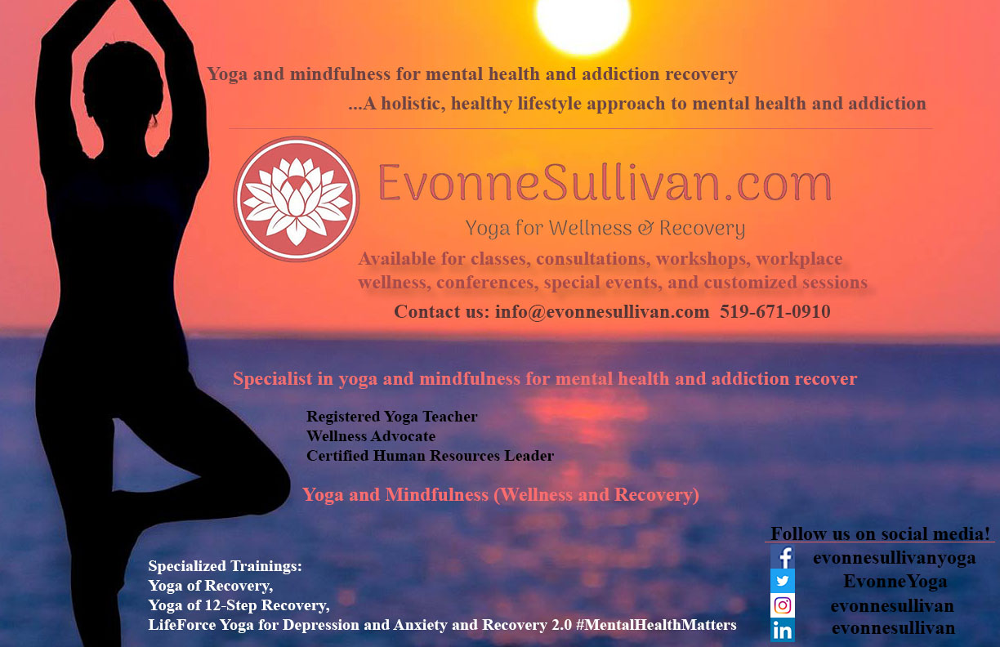 Yoga and mindfulness for mental health and addiction recovery
...A holistic, healthy lifestyle approach to mental health and addiction
EvonneSullivan.com
Yoga for Wellness & Recovery
Available for classes, consultations, workshops, workplace
wellness, conferences, special events, and customized sessions
Contact us: info@evonnesullivan.com 519-671-0910
Specialist in yoga and mindfulness for mental health and addiction recover
Registered Yoga Teacher
Wellness Advocate
Certified Human Resources Leader
Yoga and Mindfulness (Wellness and Recovery)
Specialized Trainings:
Yoga of Recovery,
Yoga of 12-Step Recovery,
LifeForce Yoga for Depression and Anxiety and Recovery 2.0 #MentalHealthMatters
Follow us on social media!
evonnesullivanyoga
EvonneYoga
evonnesullivan
evonnesullivan